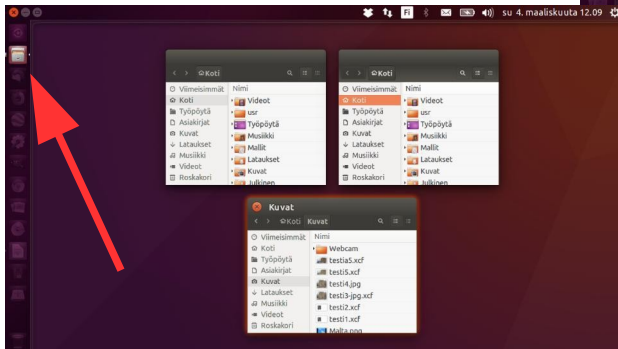 Fi su 4. maaliskuuta 12.09
Koti
Viimeisimmät Nimi
Koti Videot
Työpöytä usr
Asiakirjat Työpöytä
Kuvat Musiikki
Lataukset Mallit
Musiikki Lataukset
Videot Kuvat
Roskakori Julkinen
Koti
Viimeisimmät Nimi
Koti Videot
Työpöytä usr
Asiakirjat Työpöytä
Kuvat Musiikki
Lataukset Mallit
Musiikki Lataukset
Videot Kuvat
Roskakori Julkinen
Kuvat
Koti Kuvat
Viimeisimmät Nimi
Koti Webcam
Työpöytä testia5.xcf
Asiakirjat testi5.xcf
Kuvat testi4.jpg
Lataukset testi3-jpg.xcf
Musiikki testi2.xcf
Videot testi1.xcf
Roskakori Malta.png